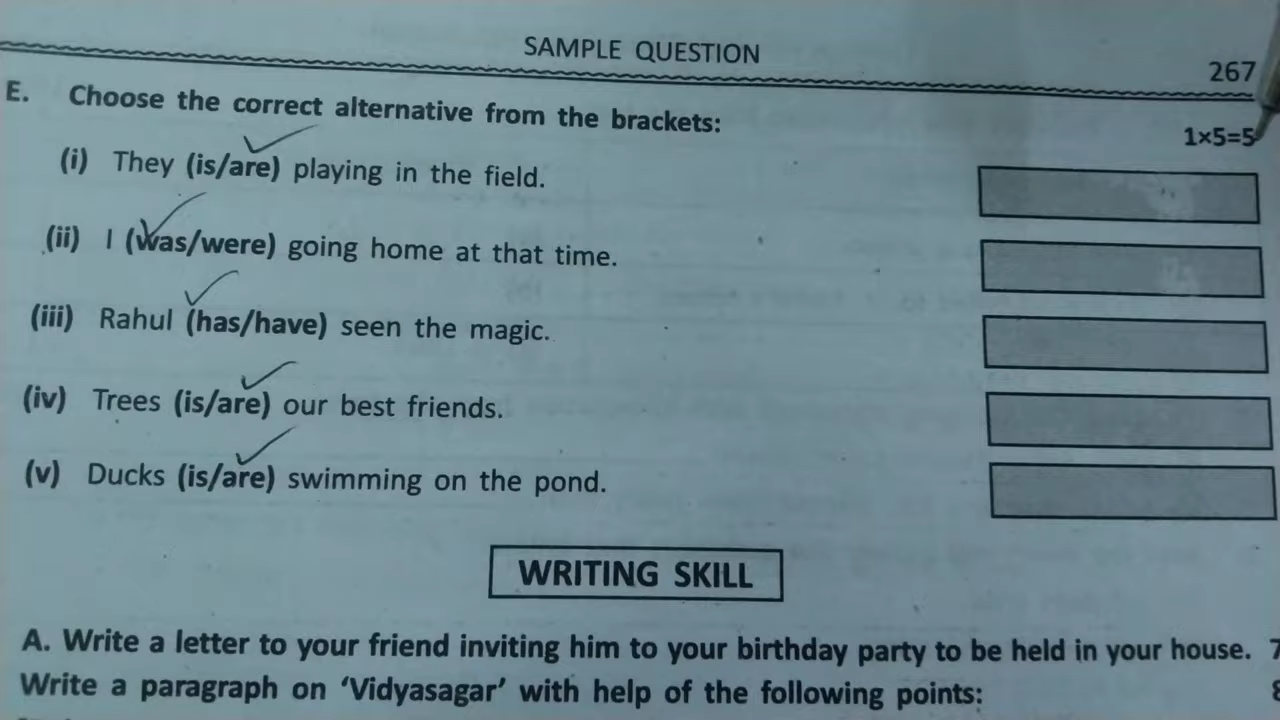 SAMPLE QUESTION
267
E. Choose the correct alternative from the brackets:
1×5=5
(i) They (is/are) playing in the field.
(ii) I (was/were) going home at that time.
(iii) Rahul (has/have) seen the magic.
(iv) Trees (is/are) our best friends.
(v) Ducks (is/are) swimming on the pond.
WRITING SKILL
A. Write a letter to your friend inviting him to your birthday party to be held in your house. 7
Write a paragraph on ‘Vidyasagar’ with help of the following points: